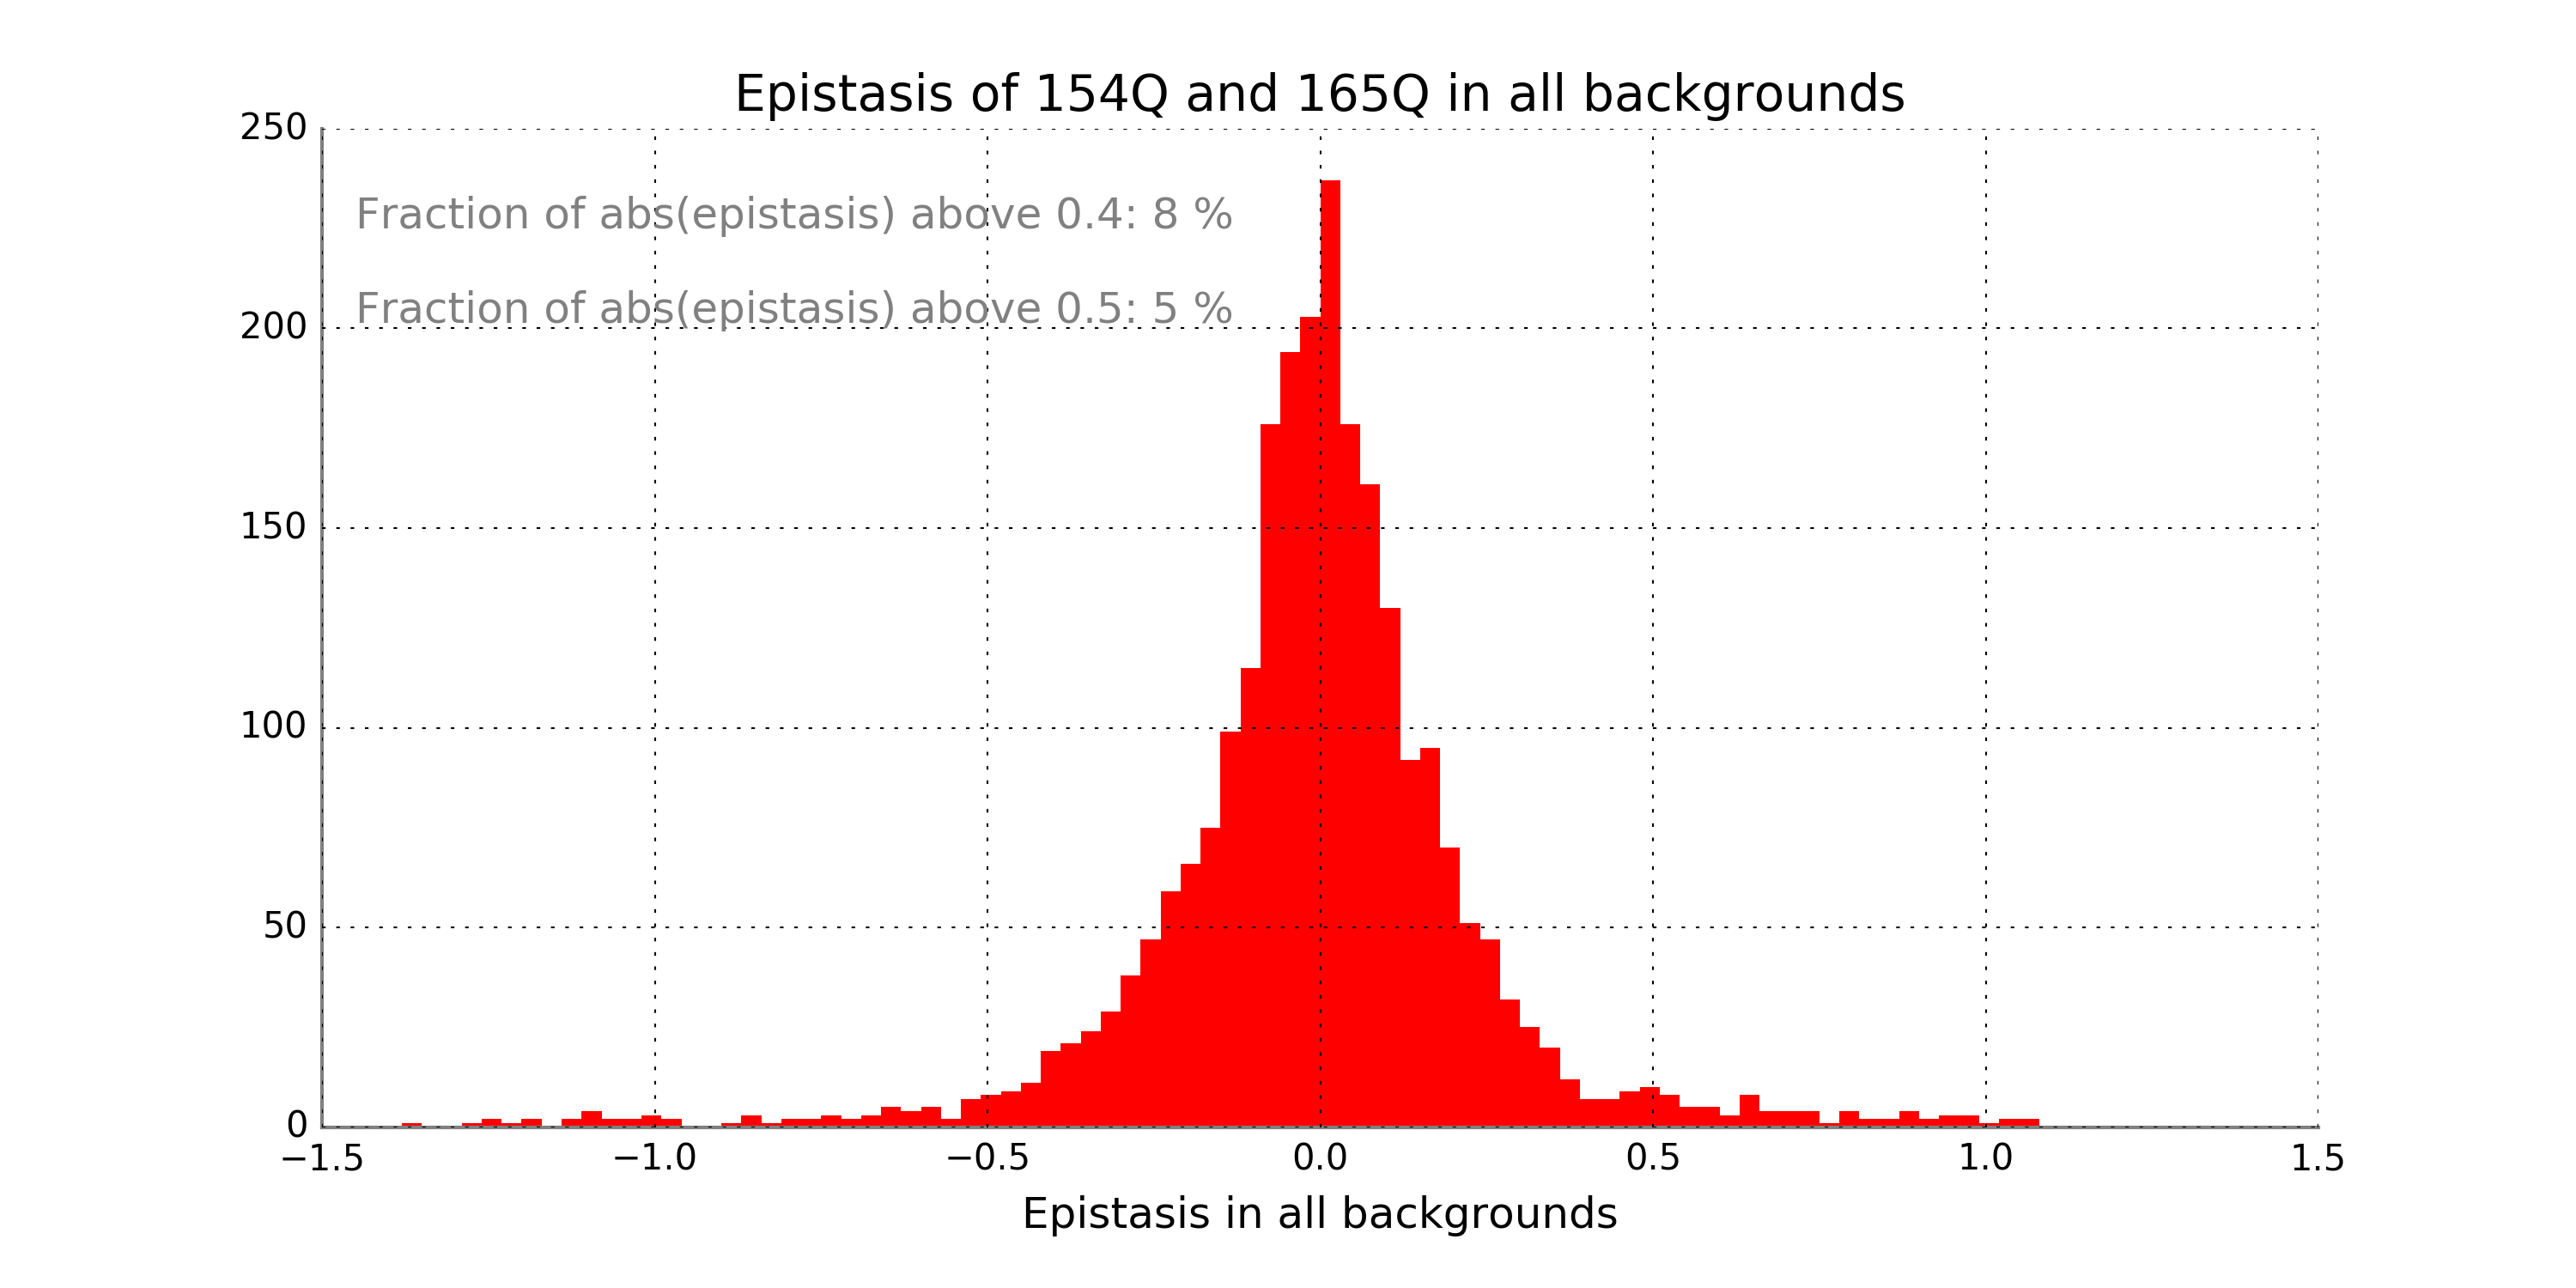 Epistasis of 154Q and 165Q in all backgrounds
250
Fraction of abs(epistasis) above 0.4: 8 %
Fraction of abs(epistasis) above 0.5: 5 %
200
150
100
50
0
−1.5 −1.0 −0.5 0.0 0.5 1.0 1.5
Epistasis in all backgrounds